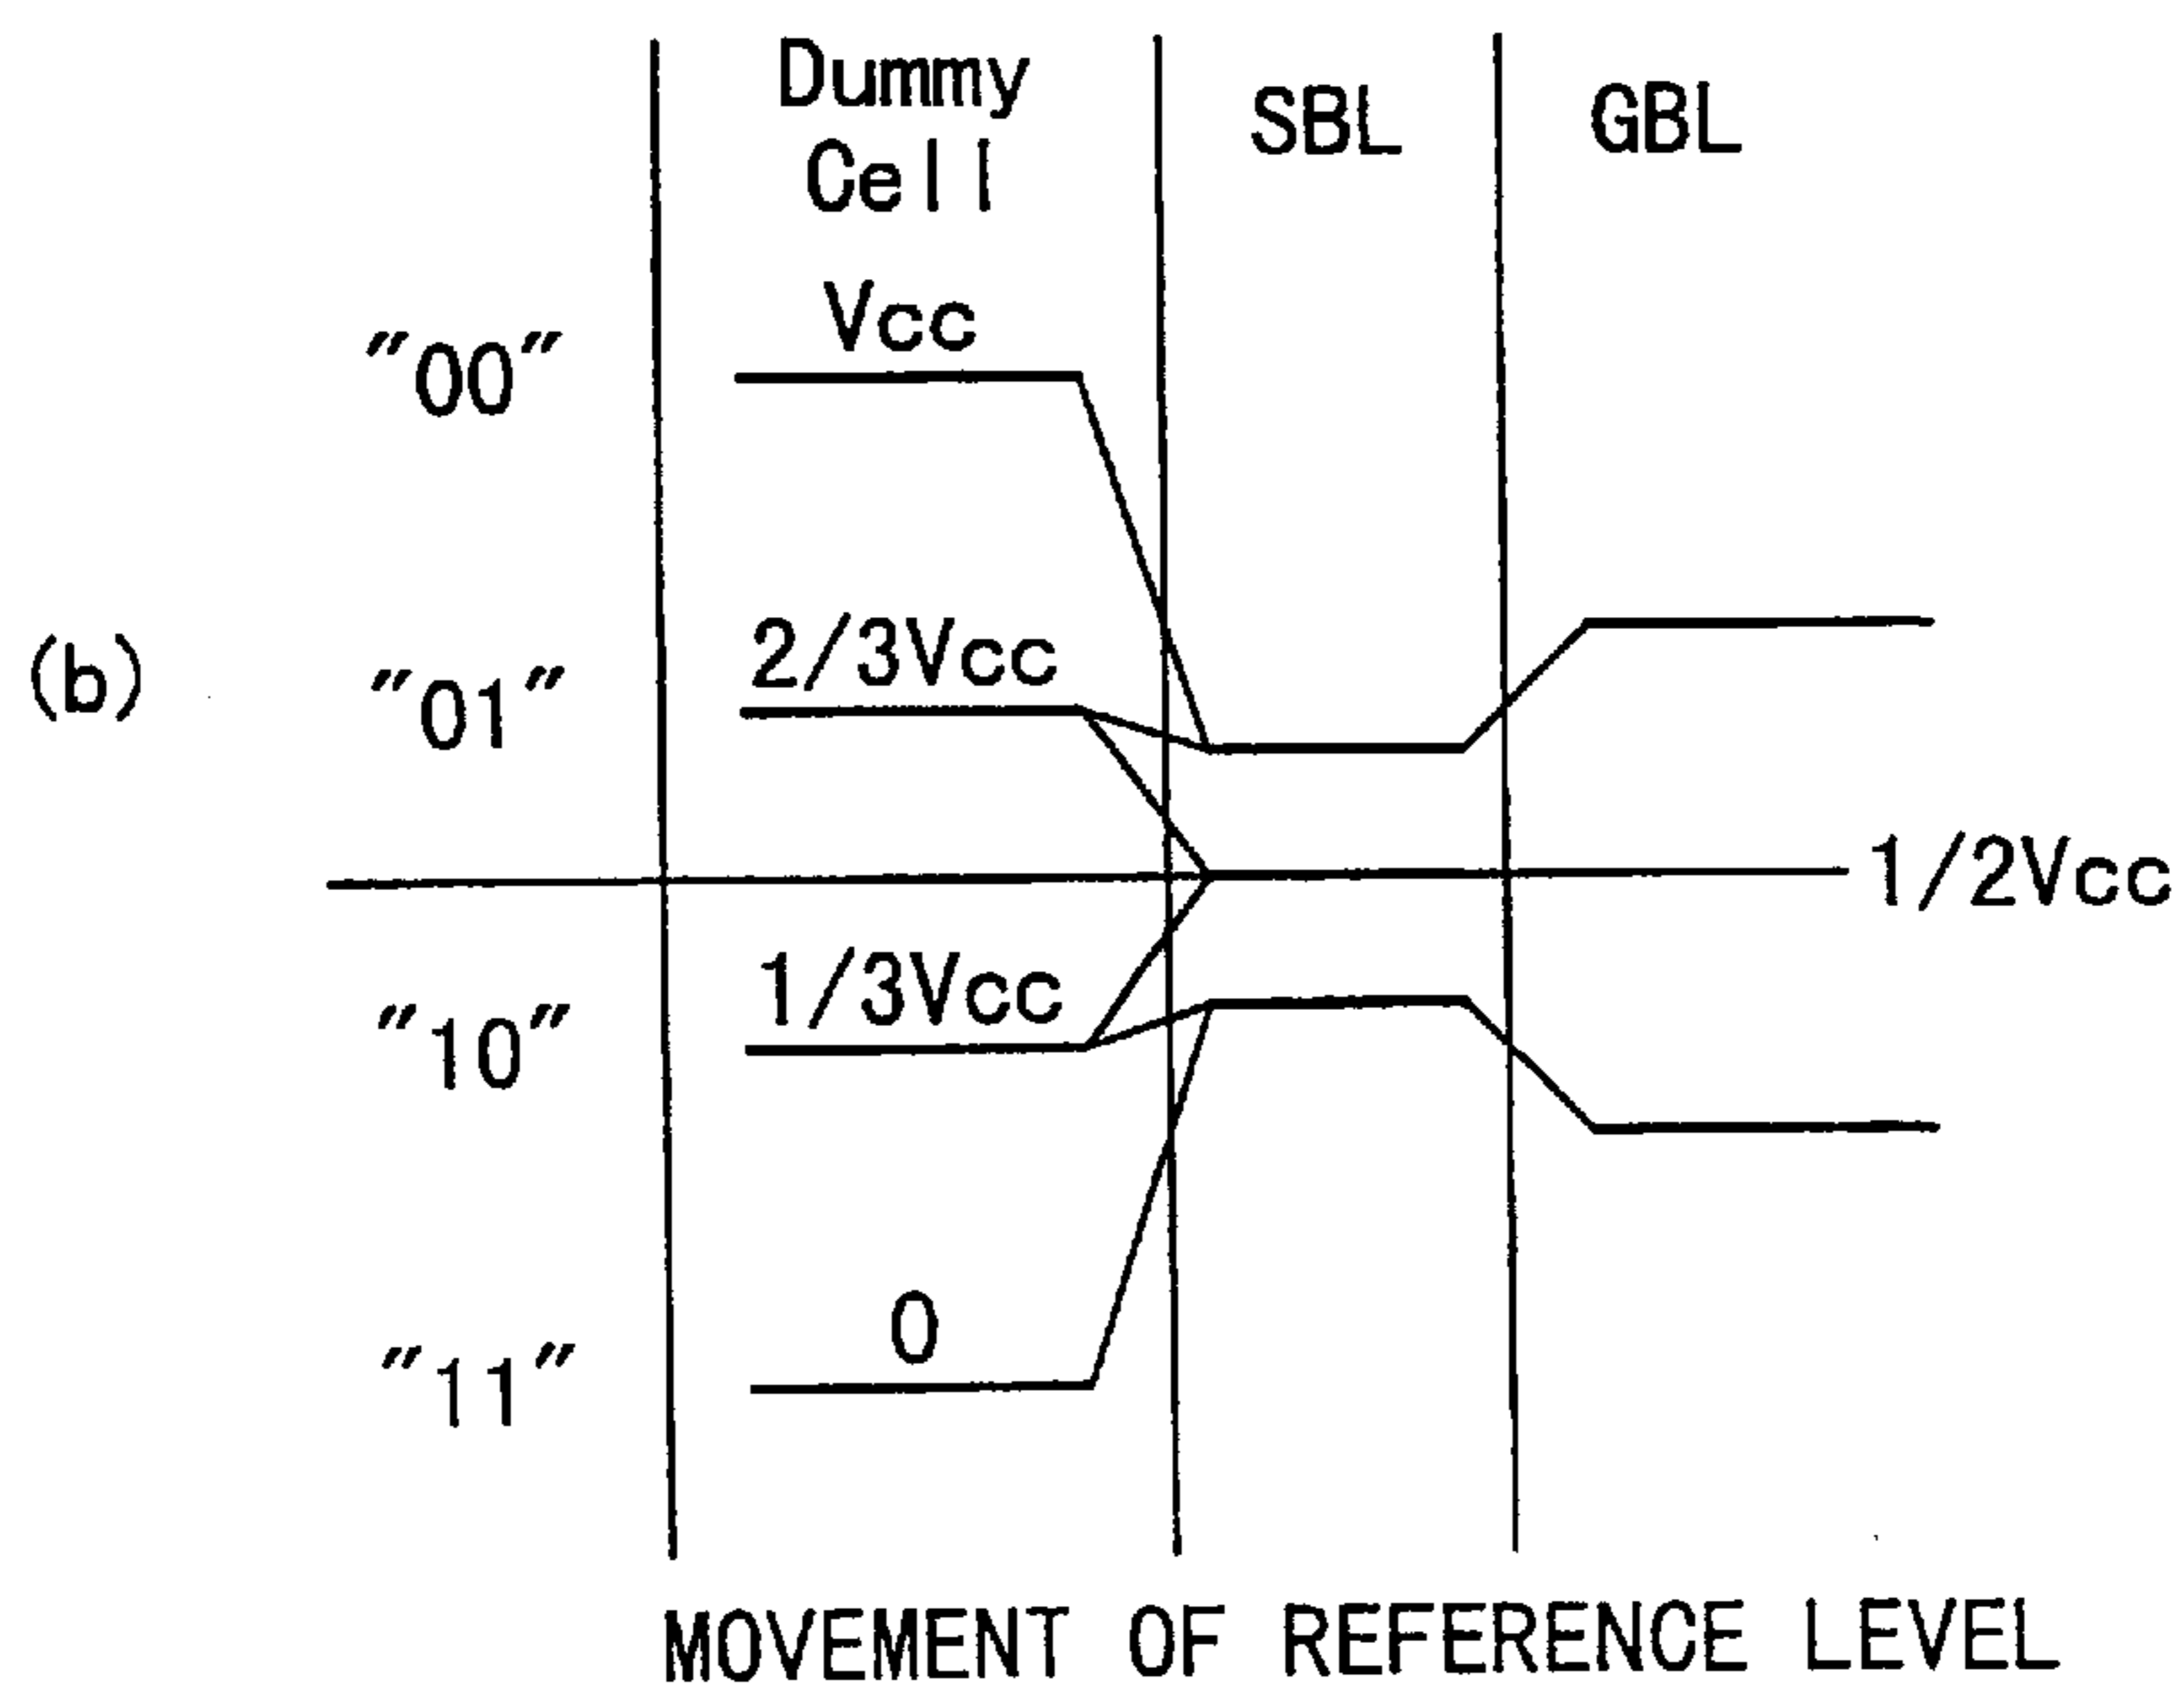 Dummy
Cell
SBL
GBL
Vcc
"00"
2/3Vcc
(b)
"01"
1/2Vcc
1/3Vcc
"10"
0
"11"
MOVEMENT OF REFERENCE LEVEL